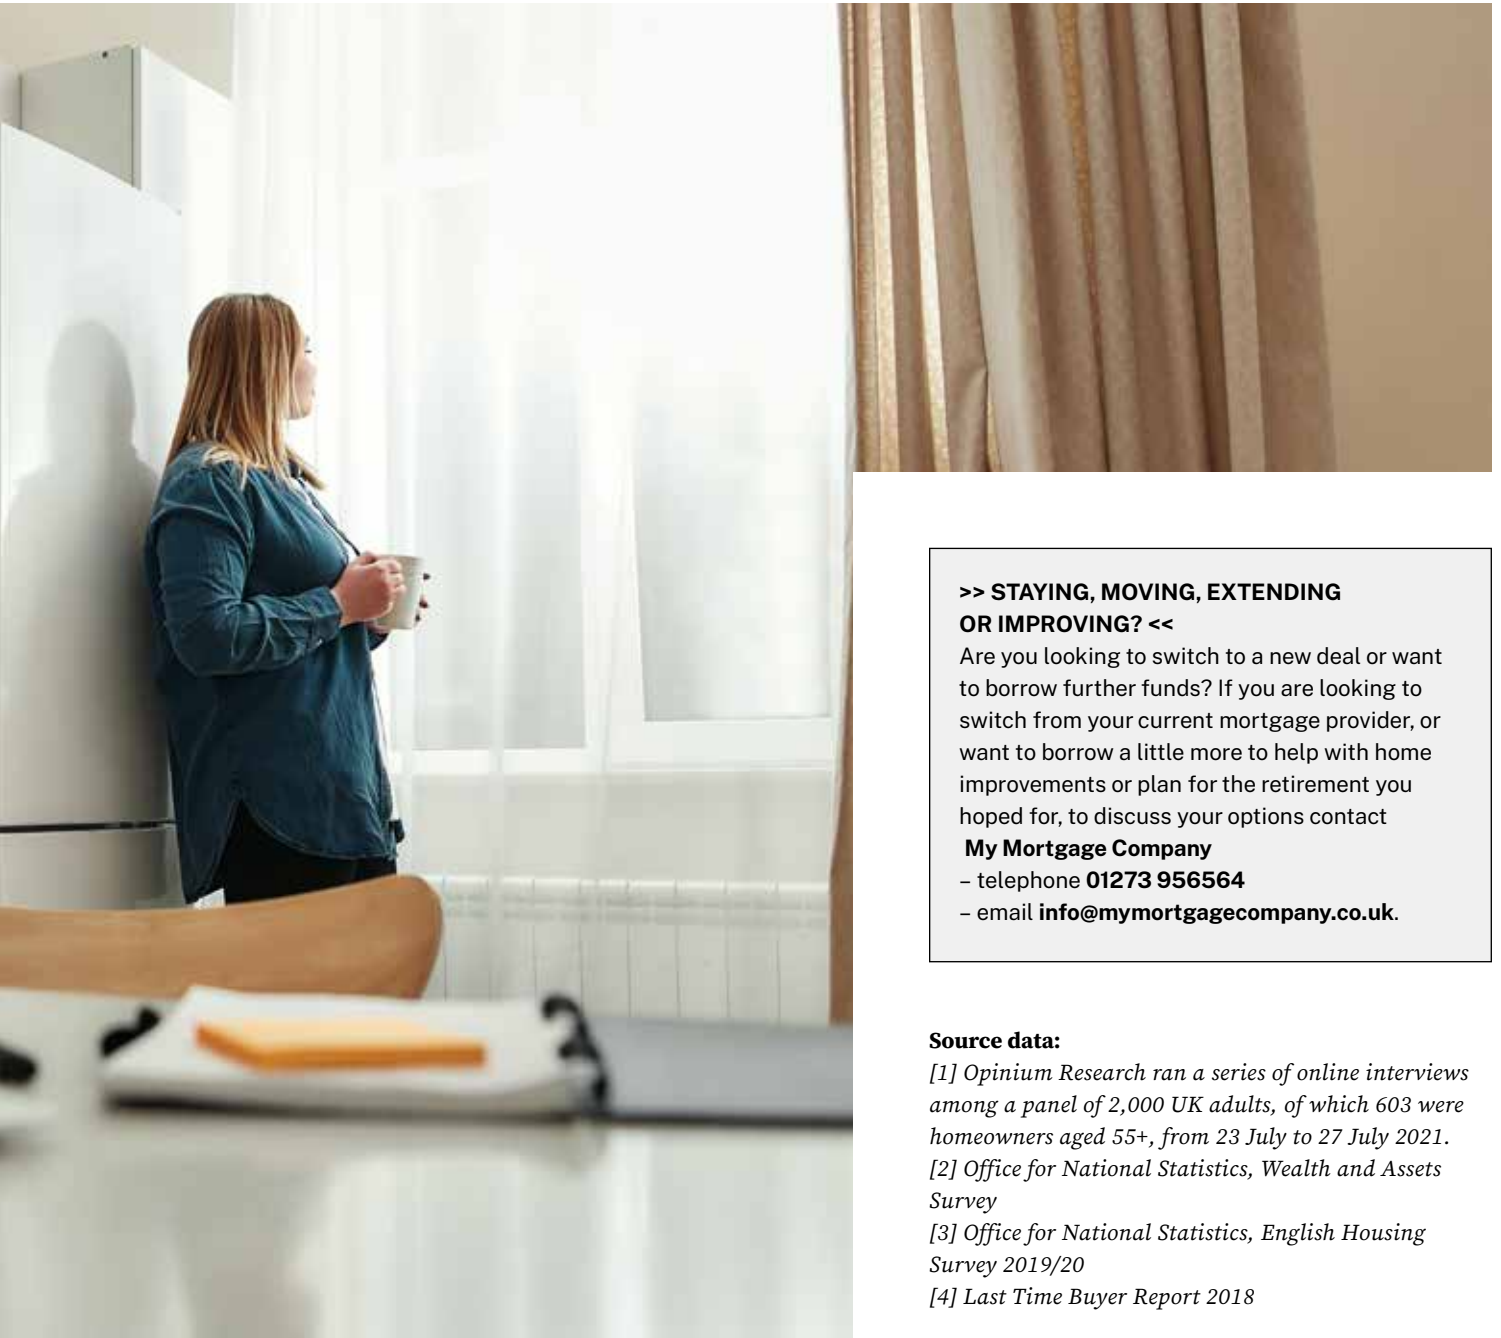 >> STAYING, MOVING, EXTENDING
OR IMPROVING? <<
Are you looking to switch to a new deal or want
to borrow further funds? If you are looking to
switch from your current mortgage provider, or
want to borrow a little more to help with home
improvements or plan for the retirement you
hoped for, to discuss your options contact
My Mortgage Company
– telephone 01273 956564
– email info@mymortgagecompany.co.uk.
Source data:
[1] Opinium Research ran a series of online interviews
among a panel of 2,000 UK adults, of which 603 were
homeowners aged 55+, from 23 July to 27 July 2021.
[2] Office for National Statistics, Wealth and Assets
Survey
[3] Office for National Statistics, English Housing
Survey 2019/20
[4] Last Time Buyer Report 2018